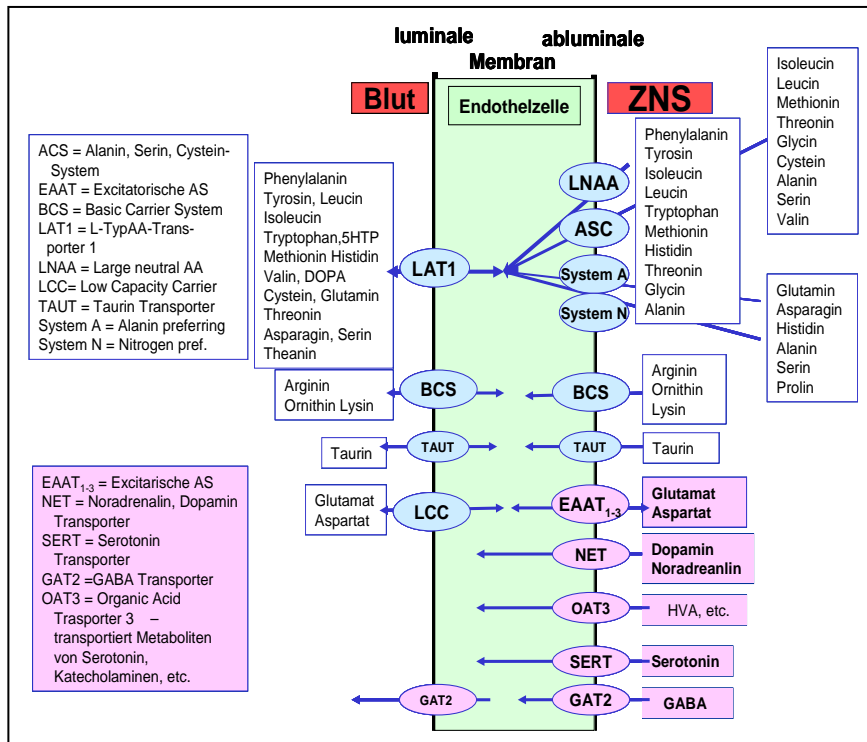 luminale
abluminale
Membran
Blut
Endothelzelle
ZNS
ACS = Alanin, Serin, Cystein-
System
EAAT = Excitatorische AS
BCS = Basic Carrier System
LAT1 = L-TypAA-Trans-
porter 1
LNAA = Large neutral AA
LCC= Low Capacity Carrier
TAUT = Taurin Transporter
System A = Alanin preferring
System N = Nitrogen pref.
Phenylalanin
Tyrosin, Leucin
Isoleucin
Tryptophan,5HTP
Methionin Histidin
Valin, DOPA
Cystein, Glutamin
Threonin
Asparagin, Serin
Theanin
LAT1
LNAA
ASC
System A
System N
Phenylalanin
Tyrosin
Isoleucin
Leucin
Tryptophan
Methionin
Histidin
Threonin
Glycin
Alanin
Isoleucin
Leucin
Methionin
Threonin
Glycin
Cystein
Alanin
Serin
Valin
Glutamin
Asparagin
Histidin
Alanin
Serin
Prolin
Arginin
Ornithin Lysin
BCS
BCS
Arginin
Ornithin
Lysin
Taurin
TAUT
TAUT
Taurin
EAAT1-3 = Excitarische AS
NET = Noradrenalin, Dopamin
Transporter
SERT = Serotonin
Transporter
GAT2 =GABA Transporter
OAT3 = Organic Acid
Trasporter 3 –
transportiert Metaboliten
von Serotonin,
Katecholaminen, etc.
Glutamat
Aspartat
LCC
EAAT1-3
Glutamat
Aspartat
NET
Dopamin
Noradreanlin
OAT3
HVA, etc.
SERT
Serotonin
GAT2
GAT2
GABA